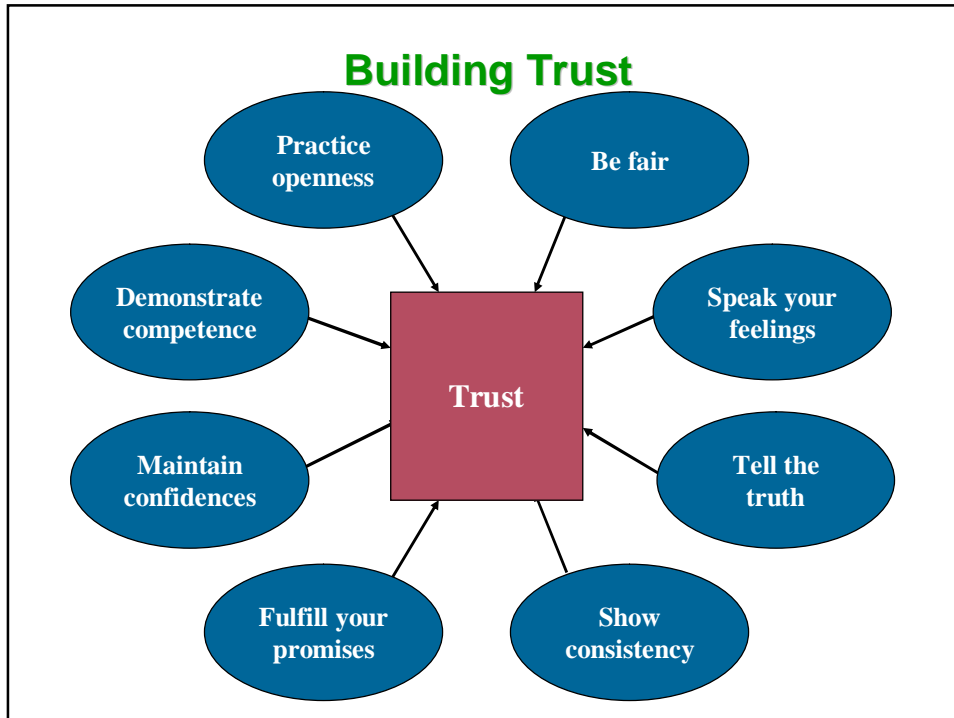 Building Trust
Practice
openness
Be fair
Demonstrate
competence
Speak your
feelings
Trust
Maintain
confidences
Tell the
truth
Fulfill your
promises
Show
consistency